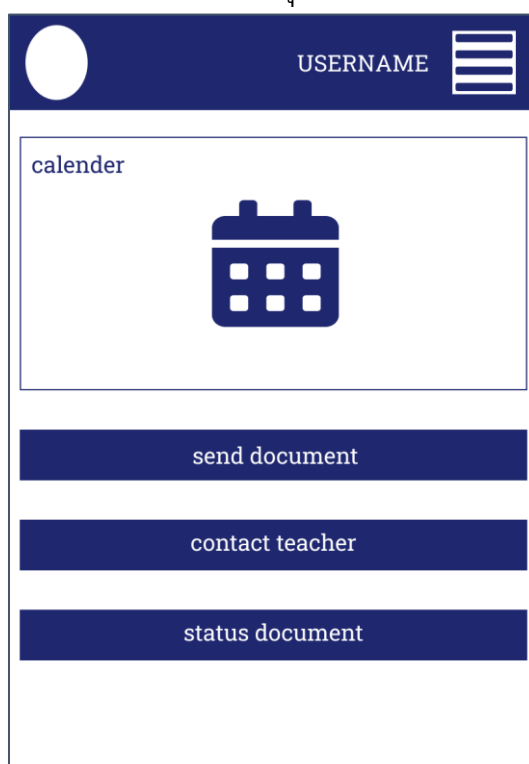 USERNAME
calender
send document
contact teacher
status document